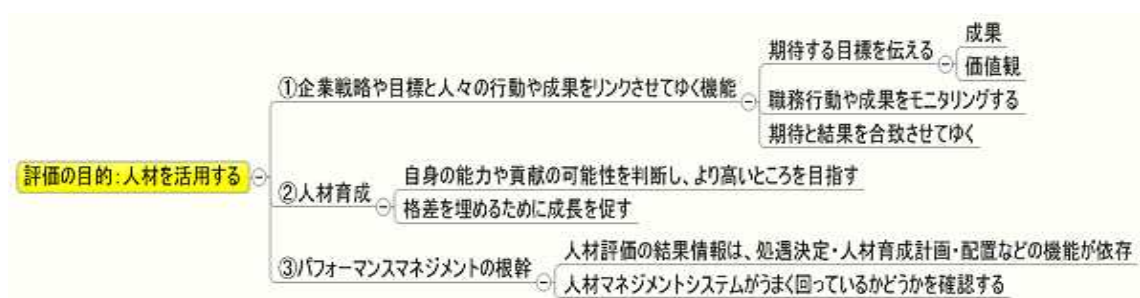 評価の目的:人材を活用する
①企業戦略や目標と人々の行動や成果をリンクさせてゆく機能
期待する目標を伝える
成果
価値観
職務行動や成果をモニタリングする
期待と結果を合致させてゆく
②人材育成
自身の能力や貢献の可能性を判断し、より高いところを目指す
格差を埋めるために成長を促す
③パフォーマンスマネジメントの根幹
人材評価の結果情報は、処遇決定・人材育成計画・配置などの機能が依存
人材マネジメントシステムがうまく回っているかどうかを確認する